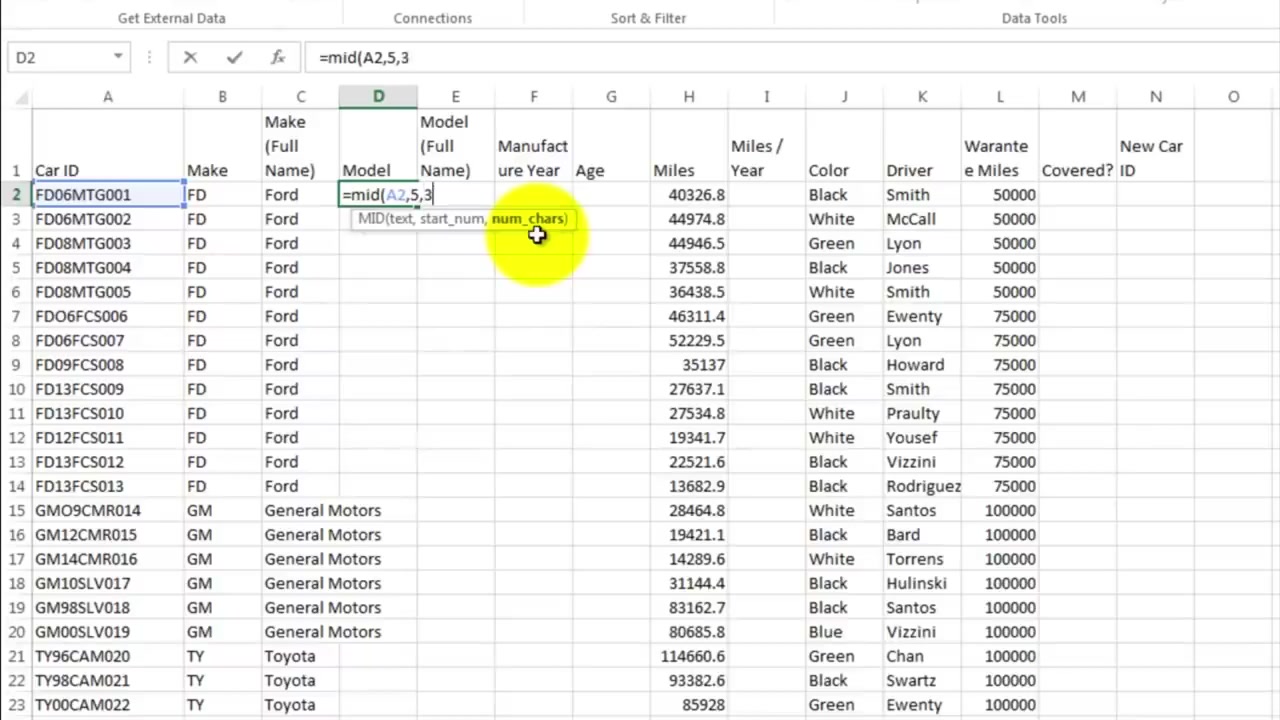 Get External Data Connections Sort & Filter Data Tools
D2 fx =mid(A2,5,3
A B C D E F G H I J K L M N O
1 Car ID Make Make (Full Name) Model Model (Full Name) Manufact ure Year Age Miles Miles / Year Color Driver Warante e Miles Covered? New Car ID
2 FD06MTG001 FD Ford =mid(A2,5,3 40326.8 Black Smith 50000
MID(text, start_num, num_chars)
3 FD06MTG002 FD Ford 44974.8 White McCall 50000
4 FD08MTG003 FD Ford 44946.5 Green Lyon 50000
5 FD08MTG004 FD Ford 37558.8 Black Jones 50000
6 FD08MTG005 FD Ford 36438.5 White Smith 50000
7 FDO6FCS006 FD Ford 46311.4 Green Ewenty 75000
8 FD06FCS007 FD Ford 52229.5 Green Lyon 75000
9 FD09FCS008 FD Ford 35137 Black Howard 75000
10 FD13FCS009 FD Ford 27637.1 Black Smith 75000
11 FD13FCS010 FD Ford 27534.8 White Praulty 75000
12 FD12FCS011 FD Ford 19341.7 White Yousef 75000
13 FD13FCS012 FD Ford 22521.6 Black Vizzini 75000
14 FD13FCS013 FD Ford 13682.9 Black Rodriguez 75000
15 GMO9CMR014 GM General Motors 28464.8 White Santos 100000
16 GM12CMR015 GM General Motors 19421.1 Black Bard 100000
17 GM14CMR016 GM General Motors 14289.6 White Torrens 100000
18 GM10SLV017 GM General Motors 31144.4 Black Hulinski 100000
19 GM98SLV018 GM General Motors 83162.7 Black Santos 100000
20 GM00SLV019 GM General Motors 80685.8 Blue Vizzini 100000
21 TY96CAM020 TY Toyota 114660.6 Green Chan 100000
22 TY98CAM021 TY Toyota 93382.6 Black Swartz 100000
23 TY00CAM022 TY Toyota 85928 Green Ewenty 100000